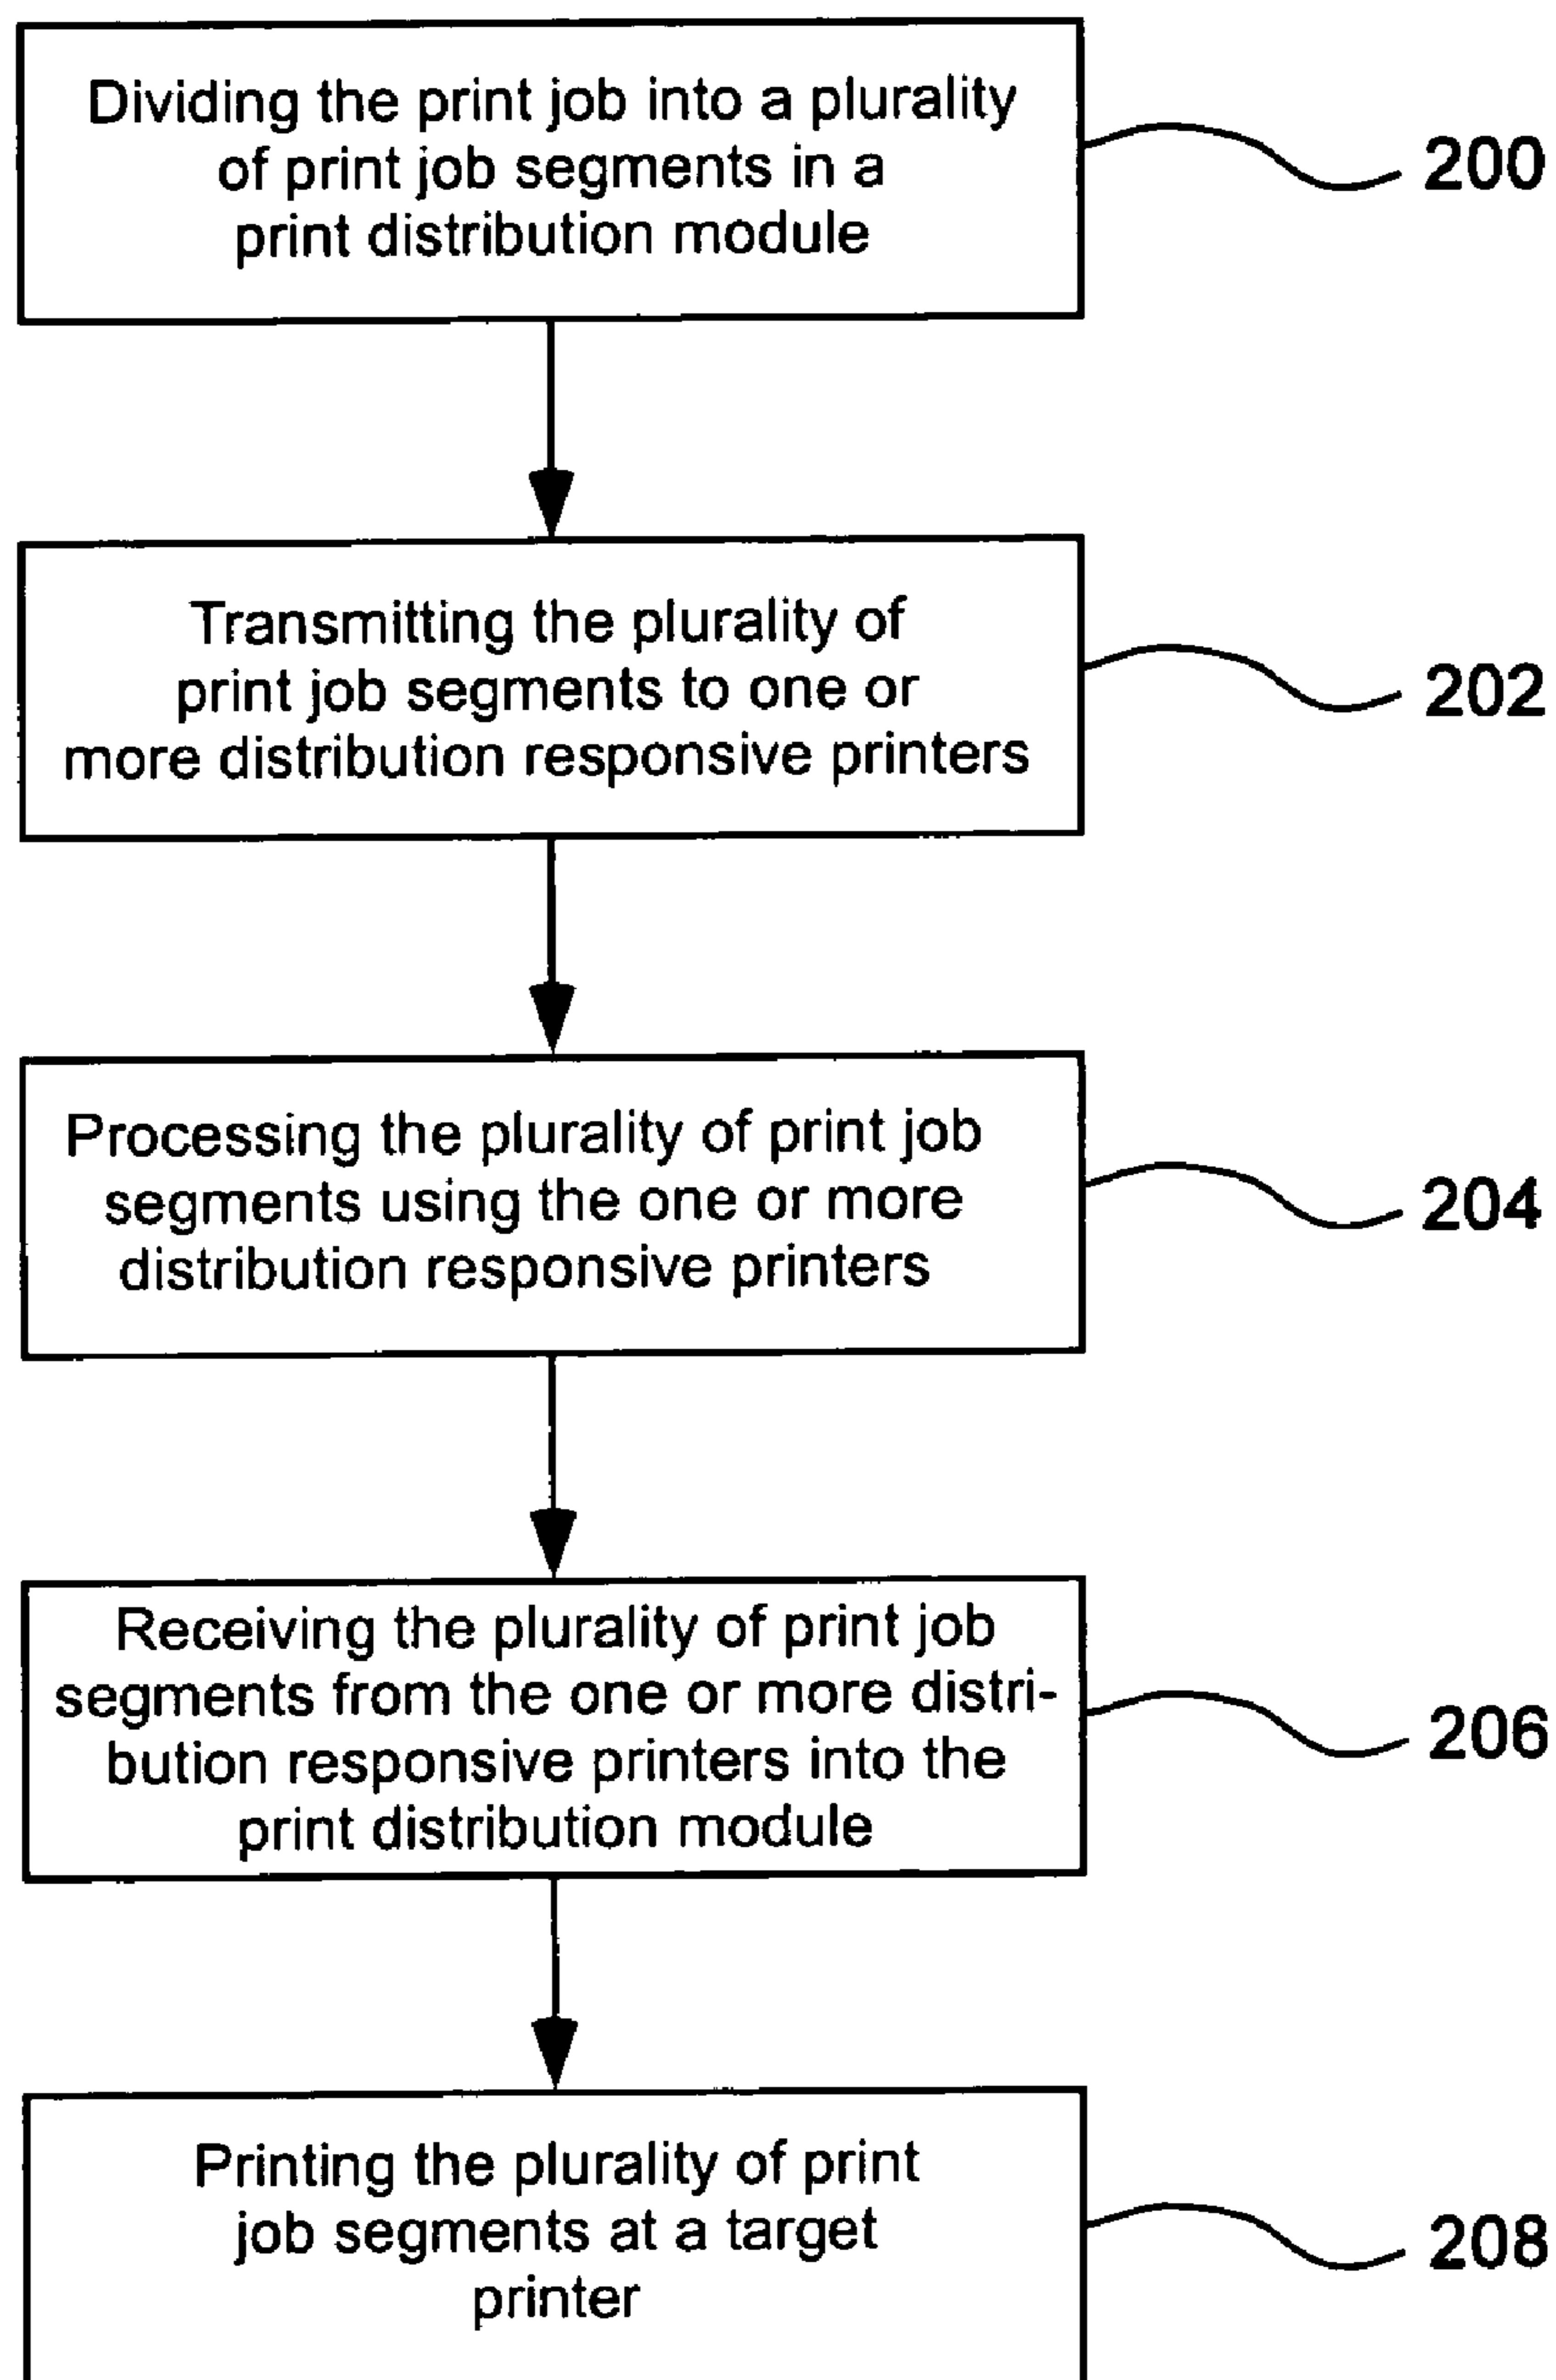 Dividing the print job into a plurality
of print job segments in a
print distribution module
200
Transmitting the plurality of
print job segments to one or
more distribution responsive printers
202
Processing the plurality of print job
segments using the one or more
distribution responsive printers
204
Receiving the plurality of print job
segments from the one or more distri-
bution responsive printers into the
print distribution module
206
Printing the plurality of print
job segments at a target
printer
208